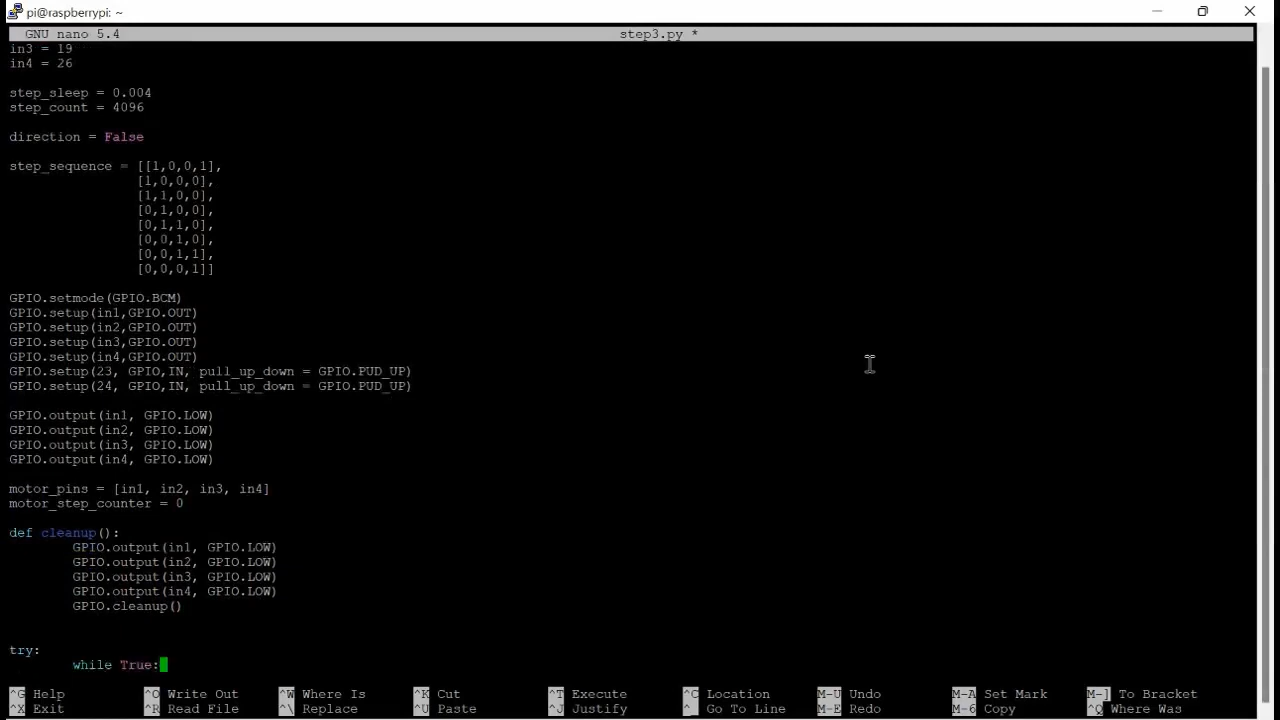 pi@raspberrypi: ~
GNU nano 5.4 step3.py *
in3 = 19
in4 = 26
step_sleep = 0.004
step_count = 4096
direction = False
step_sequence = [[1,0,0,1],
[1,0,0,0],
[1,1,0,0],
[0,1,0,0],
[0,1,1,0],
[0,0,1,0],
[0,0,1,1],
[0,0,0,1]]
GPIO.setmode(GPIO.BCM)
GPIO.setup(in1,GPIO.OUT)
GPIO.setup(in2,GPIO.OUT)
GPIO.setup(in3,GPIO.OUT)
GPIO.setup(in4,GPIO.OUT)
GPIO.setup(23, GPIO,IN, pull_up_down = GPIO.PUD_UP)
GPIO.setup(24, GPIO,IN, pull_up_down = GPIO.PUD_UP)
GPIO.output(in1, GPIO.LOW)
GPIO.output(in2, GPIO.LOW)
GPIO.output(in3, GPIO.LOW)
GPIO.output(in4, GPIO.LOW)
motor_pins = [in1, in2, in3, in4]
motor_step_counter = 0
def cleanup():
GPIO.output(in1, GPIO.LOW)
GPIO.output(in2, GPIO.LOW)
GPIO.output(in3, GPIO.LOW)
GPIO.output(in4, GPIO.LOW)
GPIO.cleanup()
try:
while True:
^G Help ^O Write Out ^W Where Is ^K Cut ^T Execute ^C Location M-U Undo M-A Set Mark M-] To Bracket
^X Exit ^R Read File ^\ Replace ^U Paste ^J Justify ^_ Go To Line M-E Redo M-6 Copy ^Q Where Was